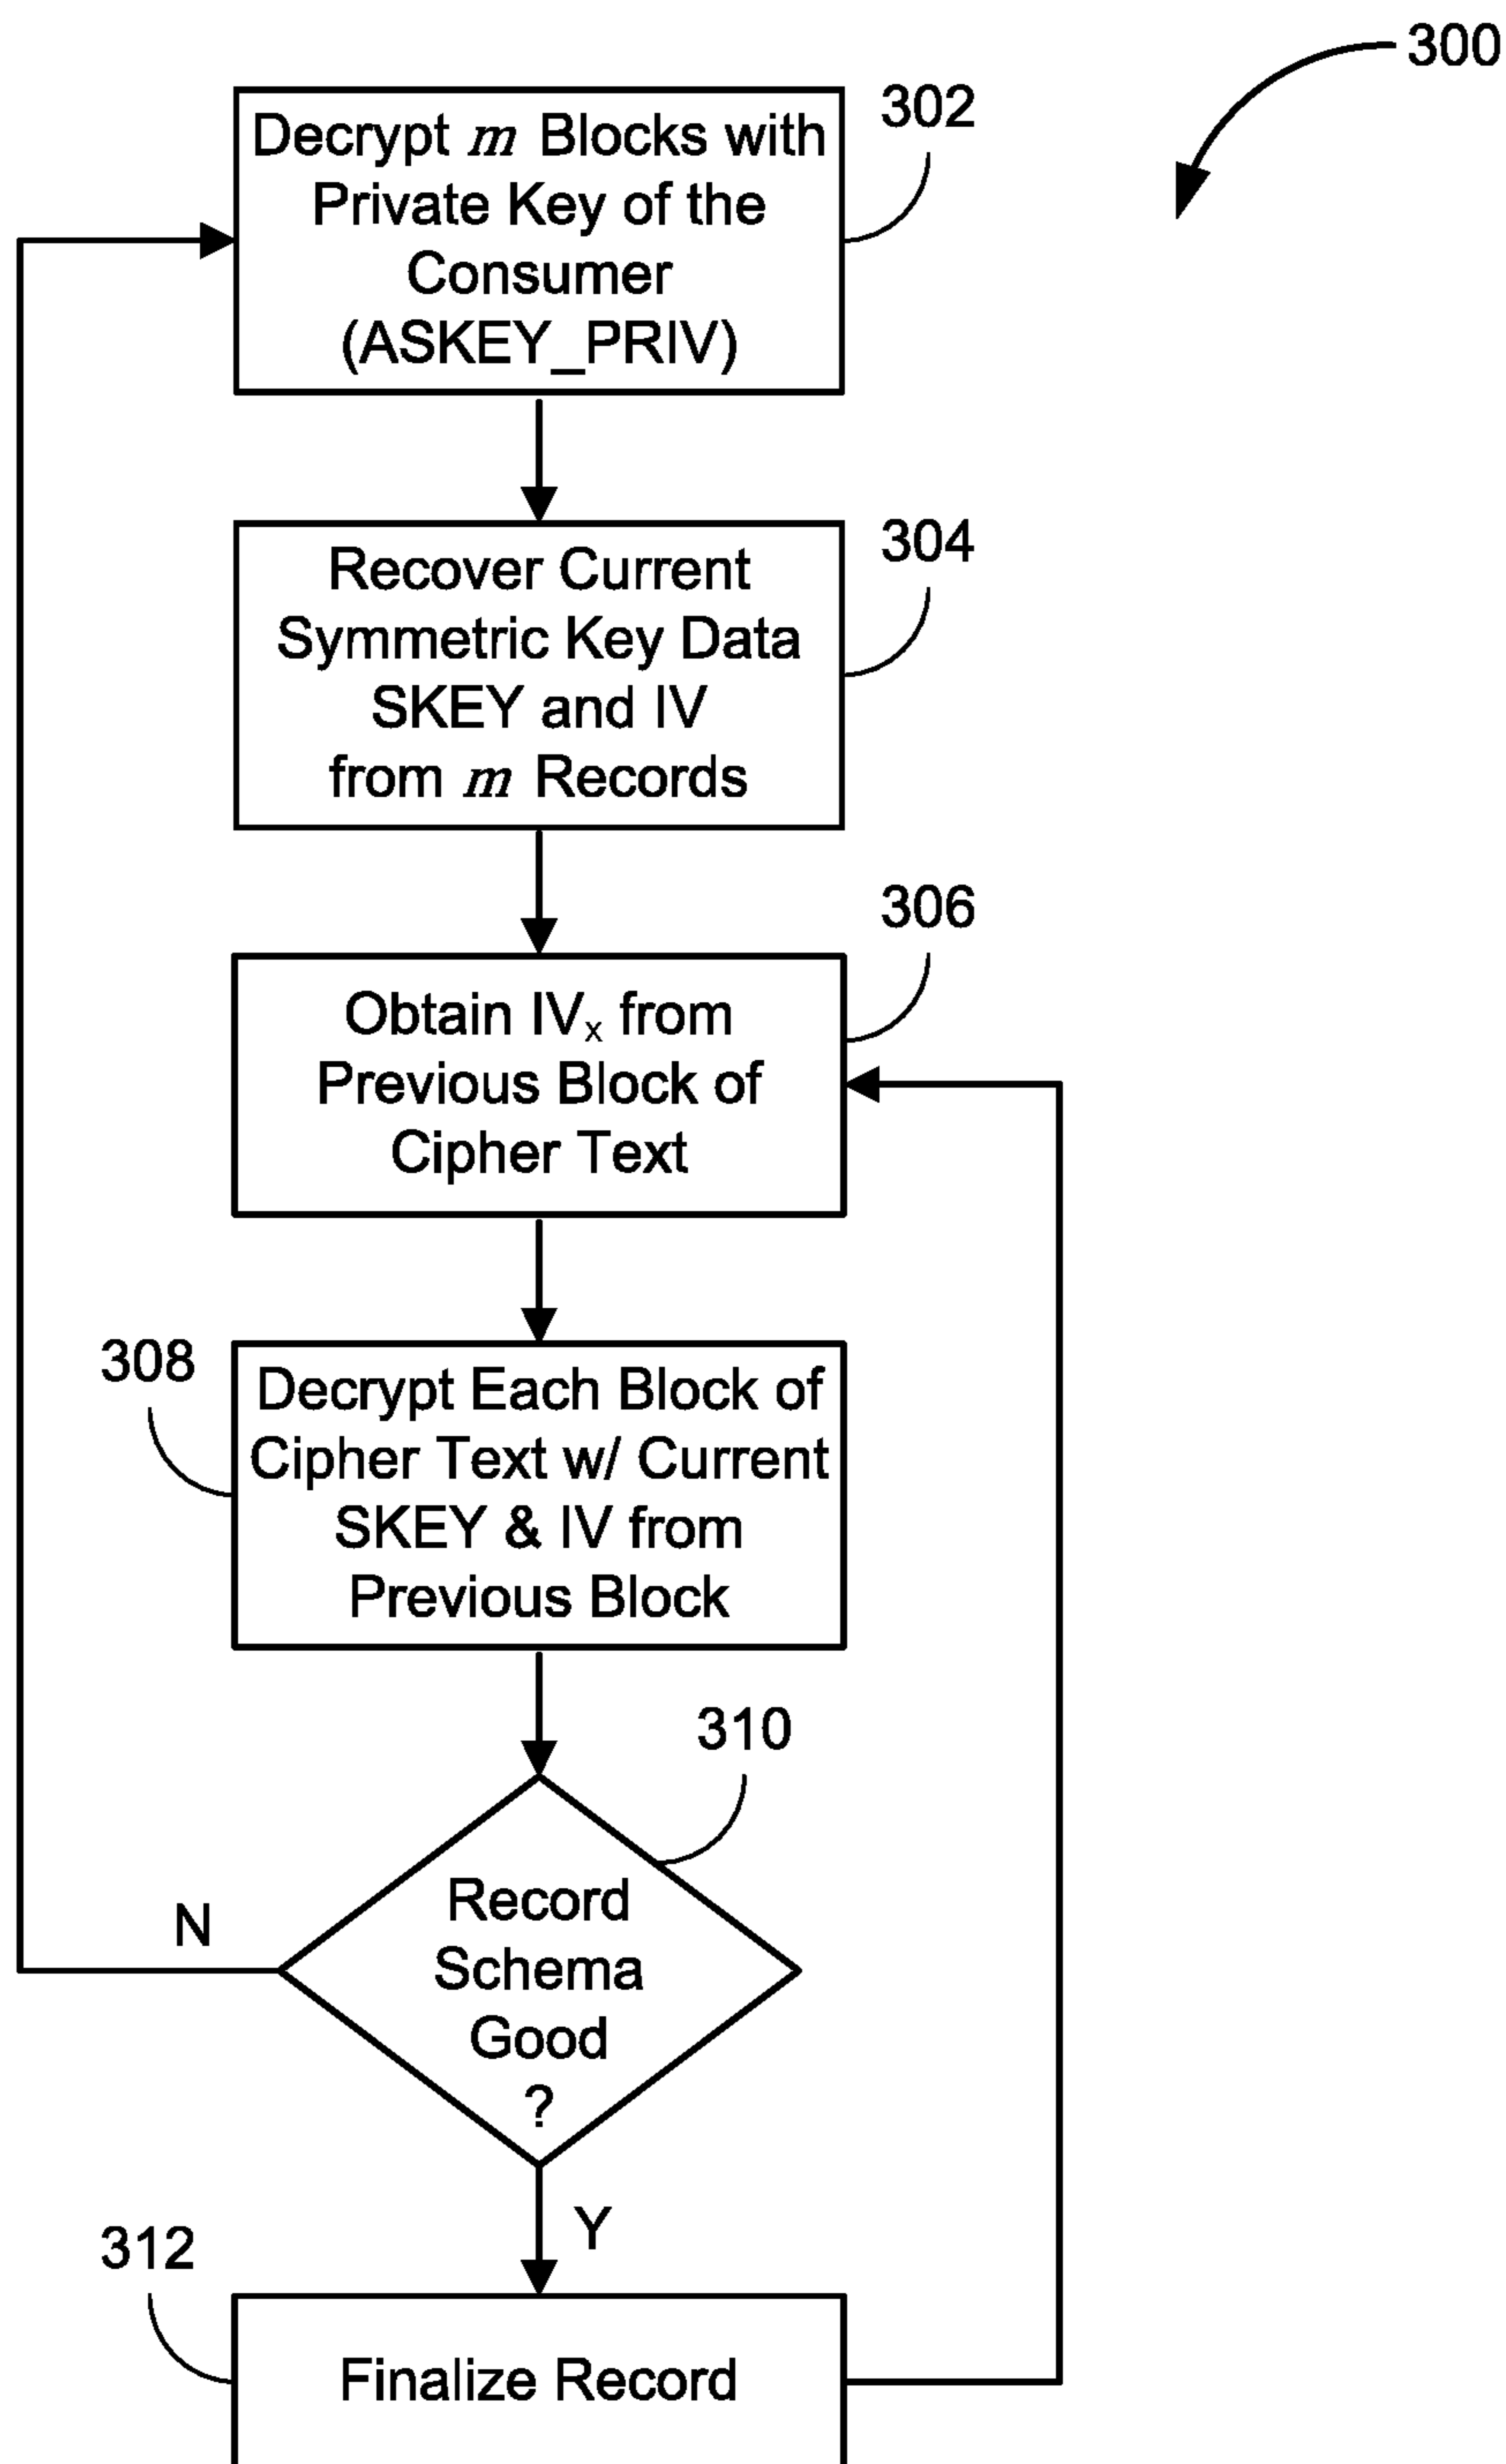 300
302
Decrypt m Blocks with
Private Key of the
Consumer
(ASKEY_PRIV)
304
Recover Current
Symmetric Key Data
SKEY and IV
from m Records
306
Obtain IVx from
Previous Block of
Cipher Text
308
Decrypt Each Block of
Cipher Text w/ Current
SKEY & IV from
Previous Block
310
Record
Schema
Good
?
N
Y
312
Finalize Record